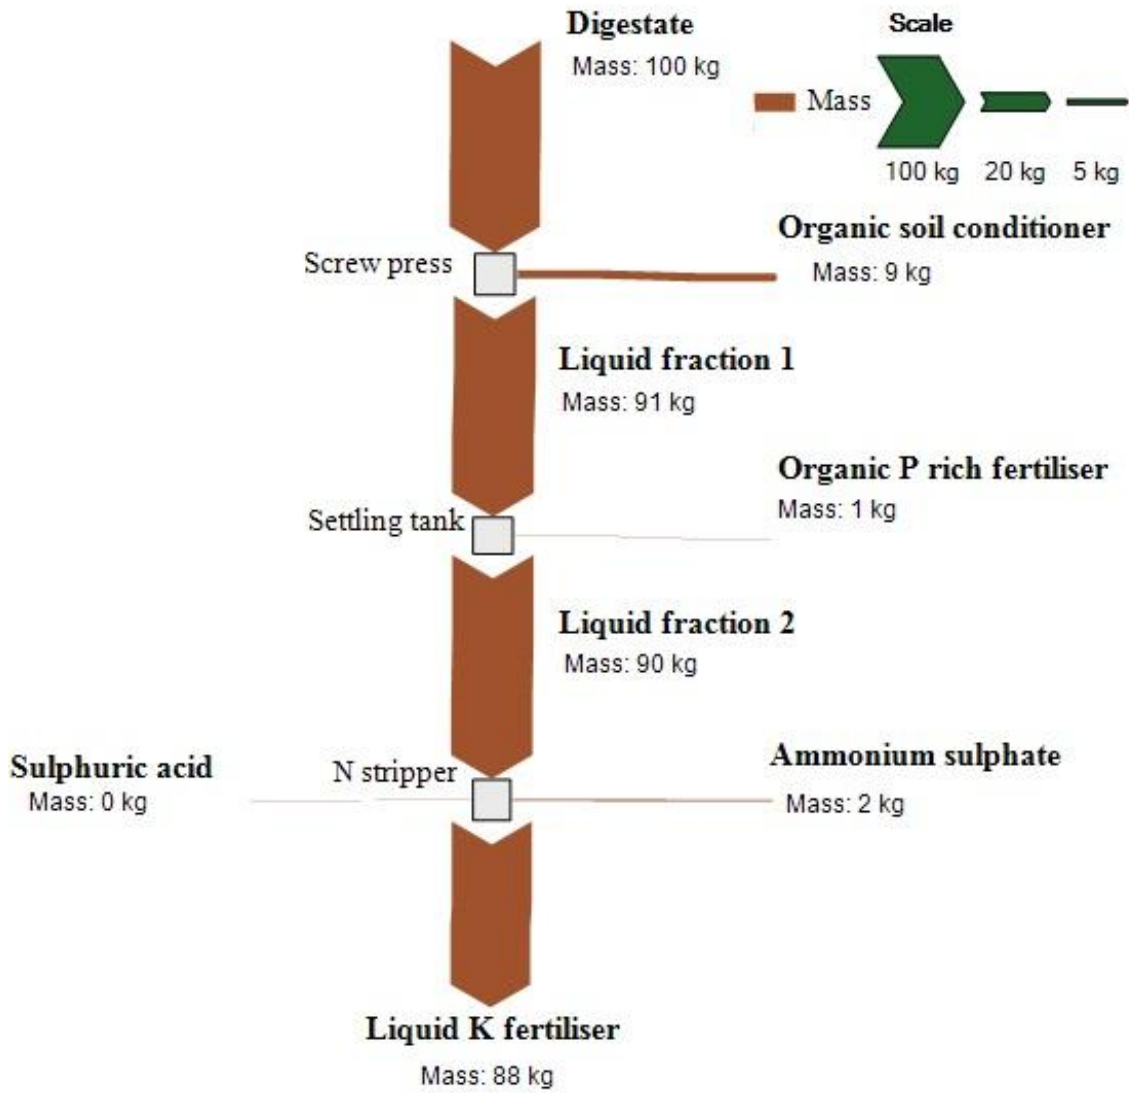 Digestate
Mass: 100 kg
Scale
Mass
100 kg 20 kg 5 kg
Organic soil conditioner
Mass: 9 kg
Screw press
Liquid fraction 1
Mass: 91 kg
Organic P rich fertiliser
Mass: 1 kg
Settling tank
Liquid fraction 2
Mass: 90 kg
Sulphuric acid
Mass: 0 kg
N stripper
Ammonium sulphate
Mass: 2 kg
Liquid K fertiliser
Mass: 88 kg